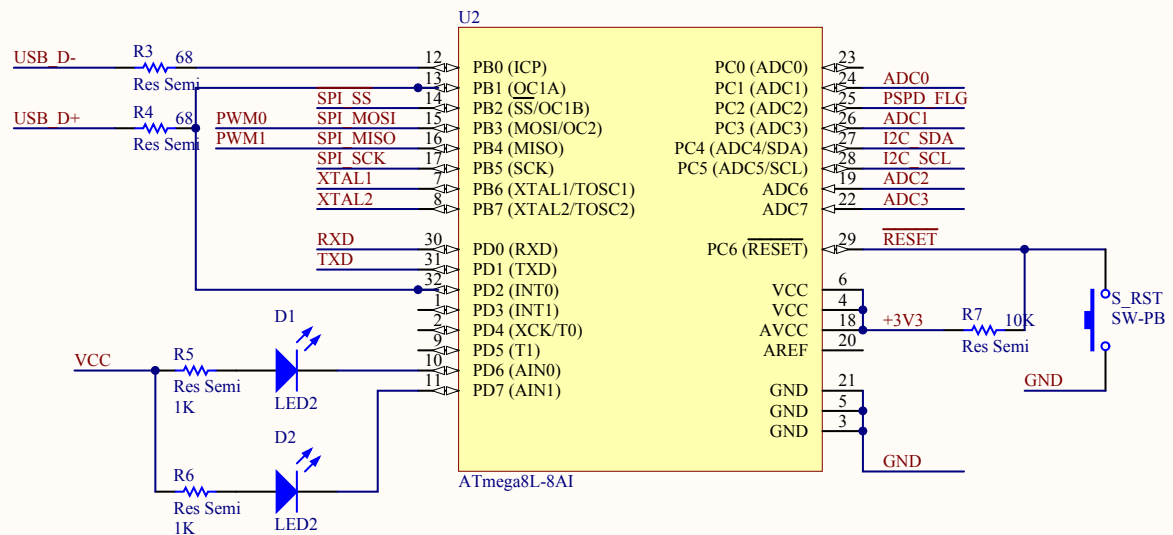 U2
USB_D-
R3
68
Res Semi
12
PB0 (ICP)
PC0 (ADC0)
23
13
PB1 (OC1A)
PC1 (ADC1)
24
ADC0
SPI_SS
14
PB2 (SS/OC1B)
PC2 (ADC2)
25
PSPD_FLG
USB_D+
R4
68
Res Semi
PWM0
SPI_MOSI
15
PB3 (MOSI/OC2)
PC3 (ADC3)
26
ADC1
PWM1
SPI_MISO
16
PB4 (MISO)
PC4 (ADC4/SDA)
27
I2C_SDA
SPI_SCK
17
PB5 (SCK)
PC5 (ADC5/SCL)
28
I2C_SCL
XTAL1
7
PB6 (XTAL1/TOSC1)
ADC6
19
ADC2
XTAL2
8
PB7 (XTAL2/TOSC2)
ADC7
22
ADC3
RXD
30
PD0 (RXD)
PC6 (RESET)
29
RESET
TXD
31
PD1 (TXD)
32
PD2 (INT0)
VCC
6
1
PD3 (INT1)
VCC
4
2
PD4 (XCK/T0)
AVCC
18
+3V3
R7
10K
Res Semi
S_RST
SW-PB
9
PD5 (T1)
AREF
20
VCC
R5
Res Semi
1K
D1
LED2
10
PD6 (AIN0)
11
PD7 (AIN1)
GND
21
GND
5
GND
3
GND
GND
R6
Res Semi
1K
D2
LED2
ATmega8L-8AI